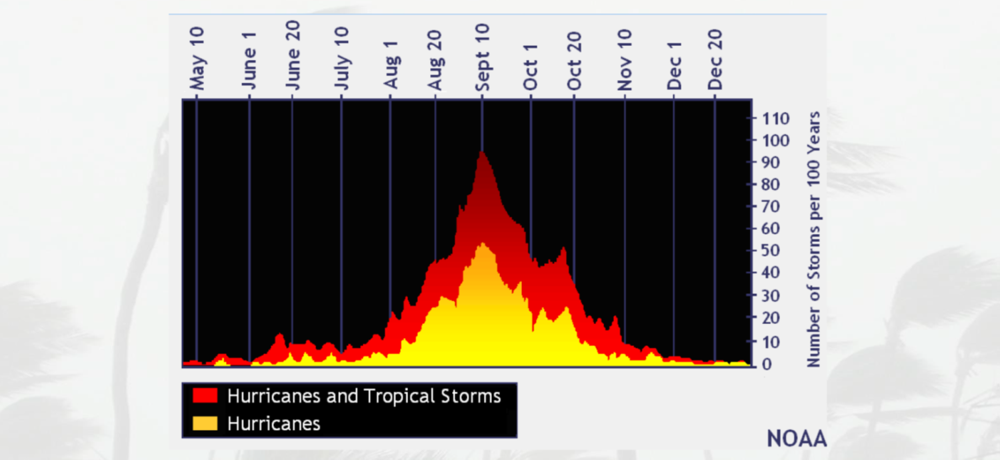 May 10
June 1
June 20
July 10
Aug 1
Aug 20
Sept 10
Oct 1
Oct 20
Nov 10
Dec 1
Dec 20
110
100
90
80
70
60
50
40
30
20
10
0
Number of Storms per 100 Years
Hurricanes and Tropical Storms
Hurricanes
NOAA